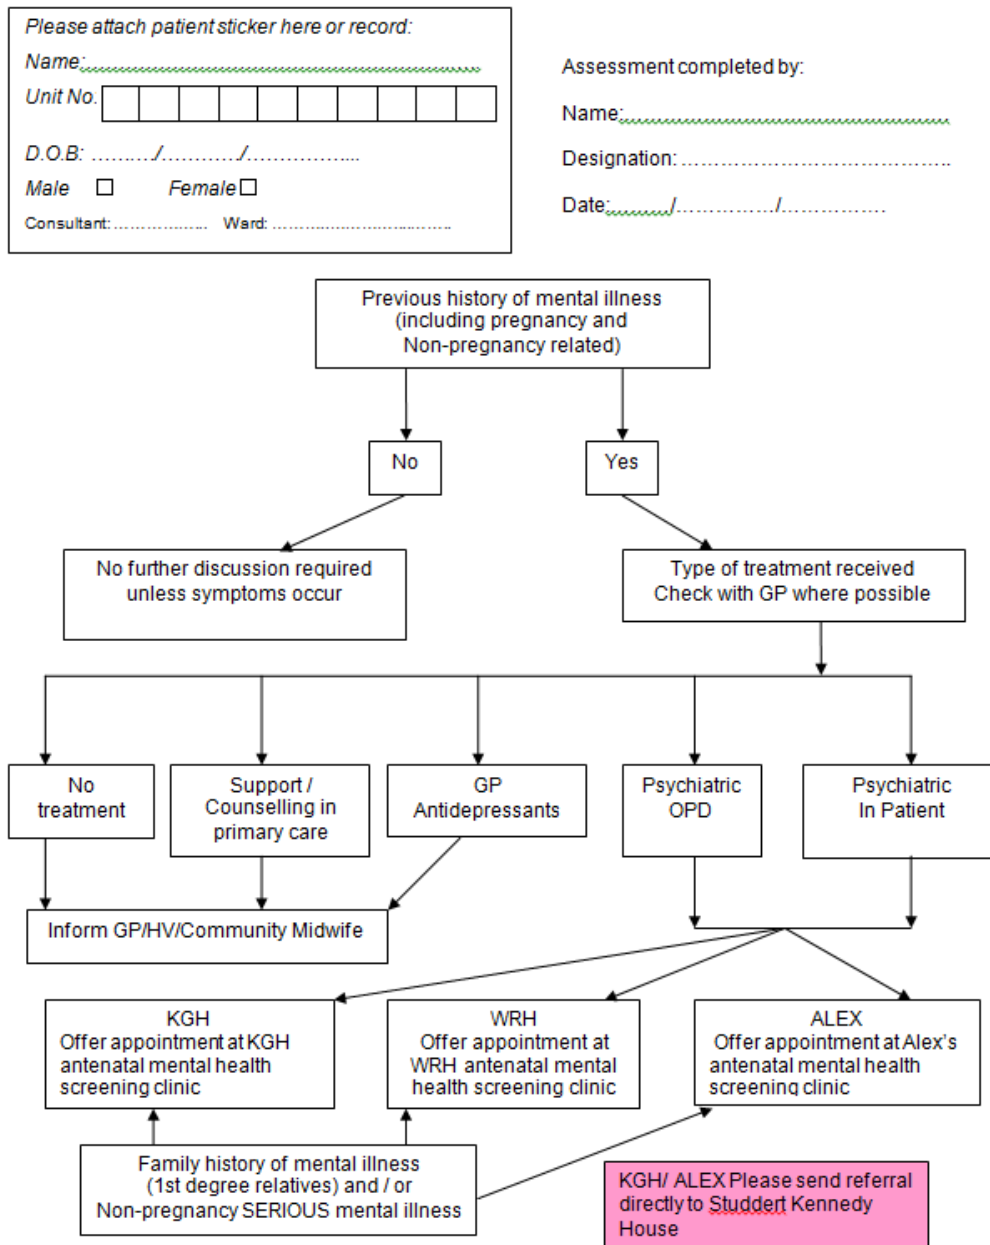 Please attach patient sticker here or record:
Name:
Unit No.
D.O.B: ………./…………/……………....
Male Female
Consultant: ………………. Ward: ………………………………..
Assessment completed by:
Name:
Designation: …………………………………..
Date:………/……………/…………….
Previous history of mental illness
(including pregnancy and
Non-pregnancy related)
No
Yes
No further discussion required
unless symptoms occur
Type of treatment received
Check with GP where possible
No
treatment
Support /
Counselling in
primary care
GP
Antidepressants
Psychiatric
OPD
Psychiatric
In Patient
Inform GP/HV/Community Midwife
KGH
Offer appointment at KGH
antenatal mental health
screening clinic
WRH
Offer appointment at
WRH antenatal mental
health screening clinic
ALEX
Offer appointment at Alex's
antenatal mental health
screening clinic
Family history of mental illness
(1st degree relatives) and / or
Non-pregnancy SERIOUS mental illness
KGH/ ALEX Please send referral
directly to Studdert Kennedy
House